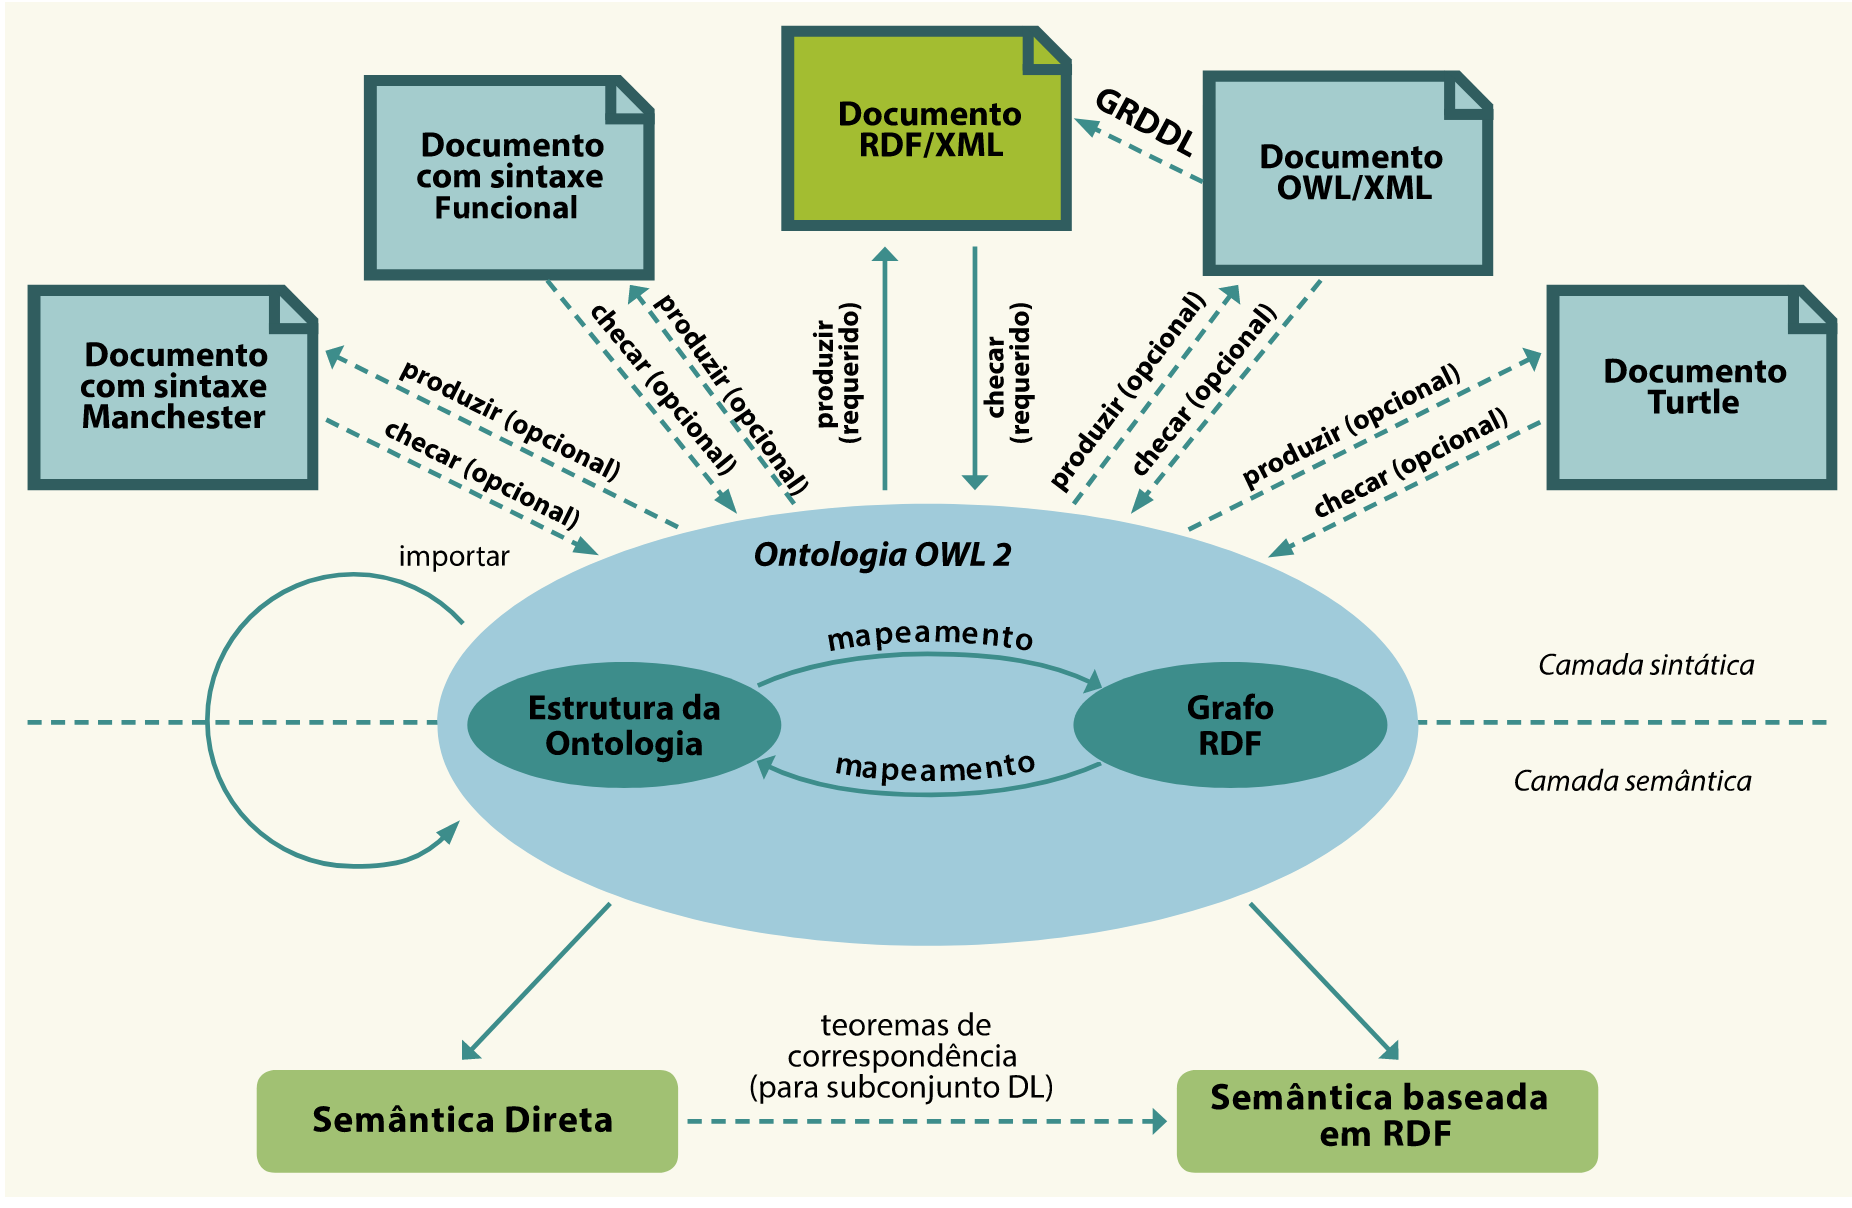 Documento
RDF/XML
GRDDL
Documento
com sintaxe
Funcional
Documento
OWL/XML
Documento
com sintaxe
Manchester
Documento
Turtle
produzir (opcional)
checar (opcional)
checar (opcional)
produzir (opcional)
produzir
(requerido)
checar
(requerido)
produzir (opcional)
checar (opcional)
produzir (opcional)
checar (opcional)
importar
Ontologia OWL 2
mapeamento
Estrutura da
Ontologia
Grafo
RDF
mapeamento
Camada sintática
Camada semântica
teoremas de
correspondência
(para subconjunto DL)
Semântica Direta
Semântica baseada
em RDF